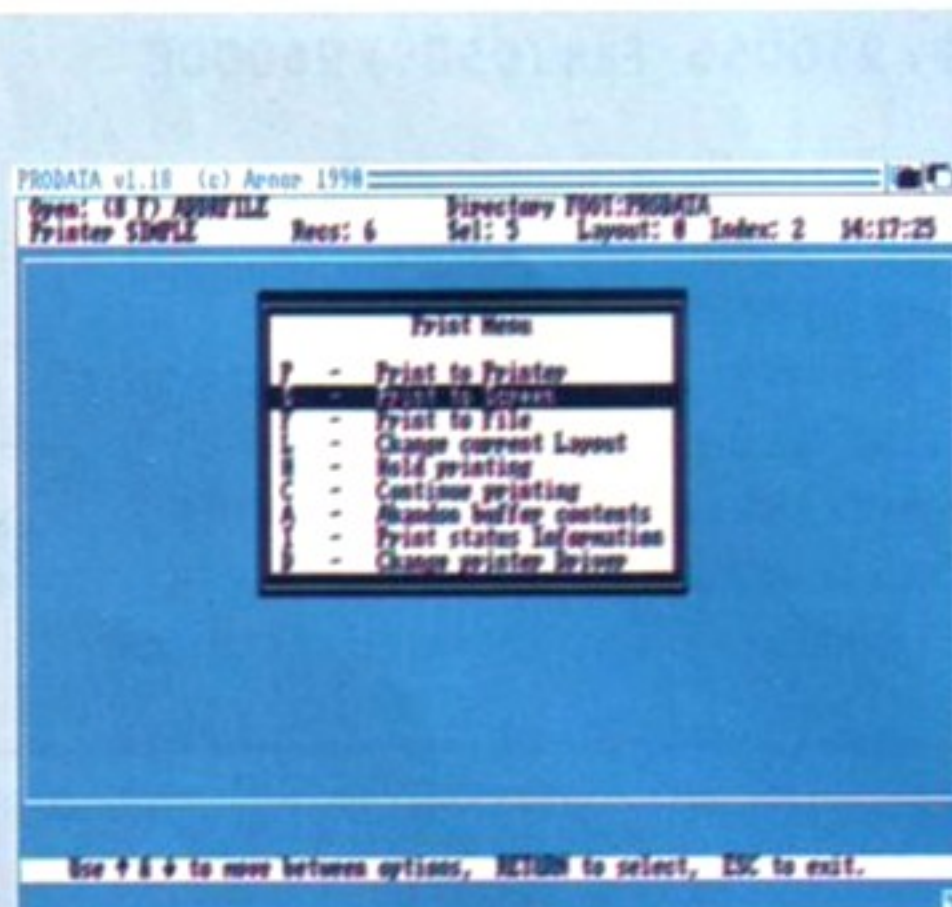 PRODATA v1.18 (c) Arnor 1990
Open: ADDRFILE Directory FOOT:PRODATA
Printer SIMPLE Recs: 6 Sel: 5 Layout: 0 Index: 2 14:17:25
Print Menu
P - Print to Printer
S - Print to Screen
F - Print to File
L - Change current Layout
H - Hold printing
C - Continue printing
A - Abandon buffer contents
I - Print status Information
D - Change printer Driver
Use ↑ & ↓ to move between options, RETURN to select, ESC to exit.